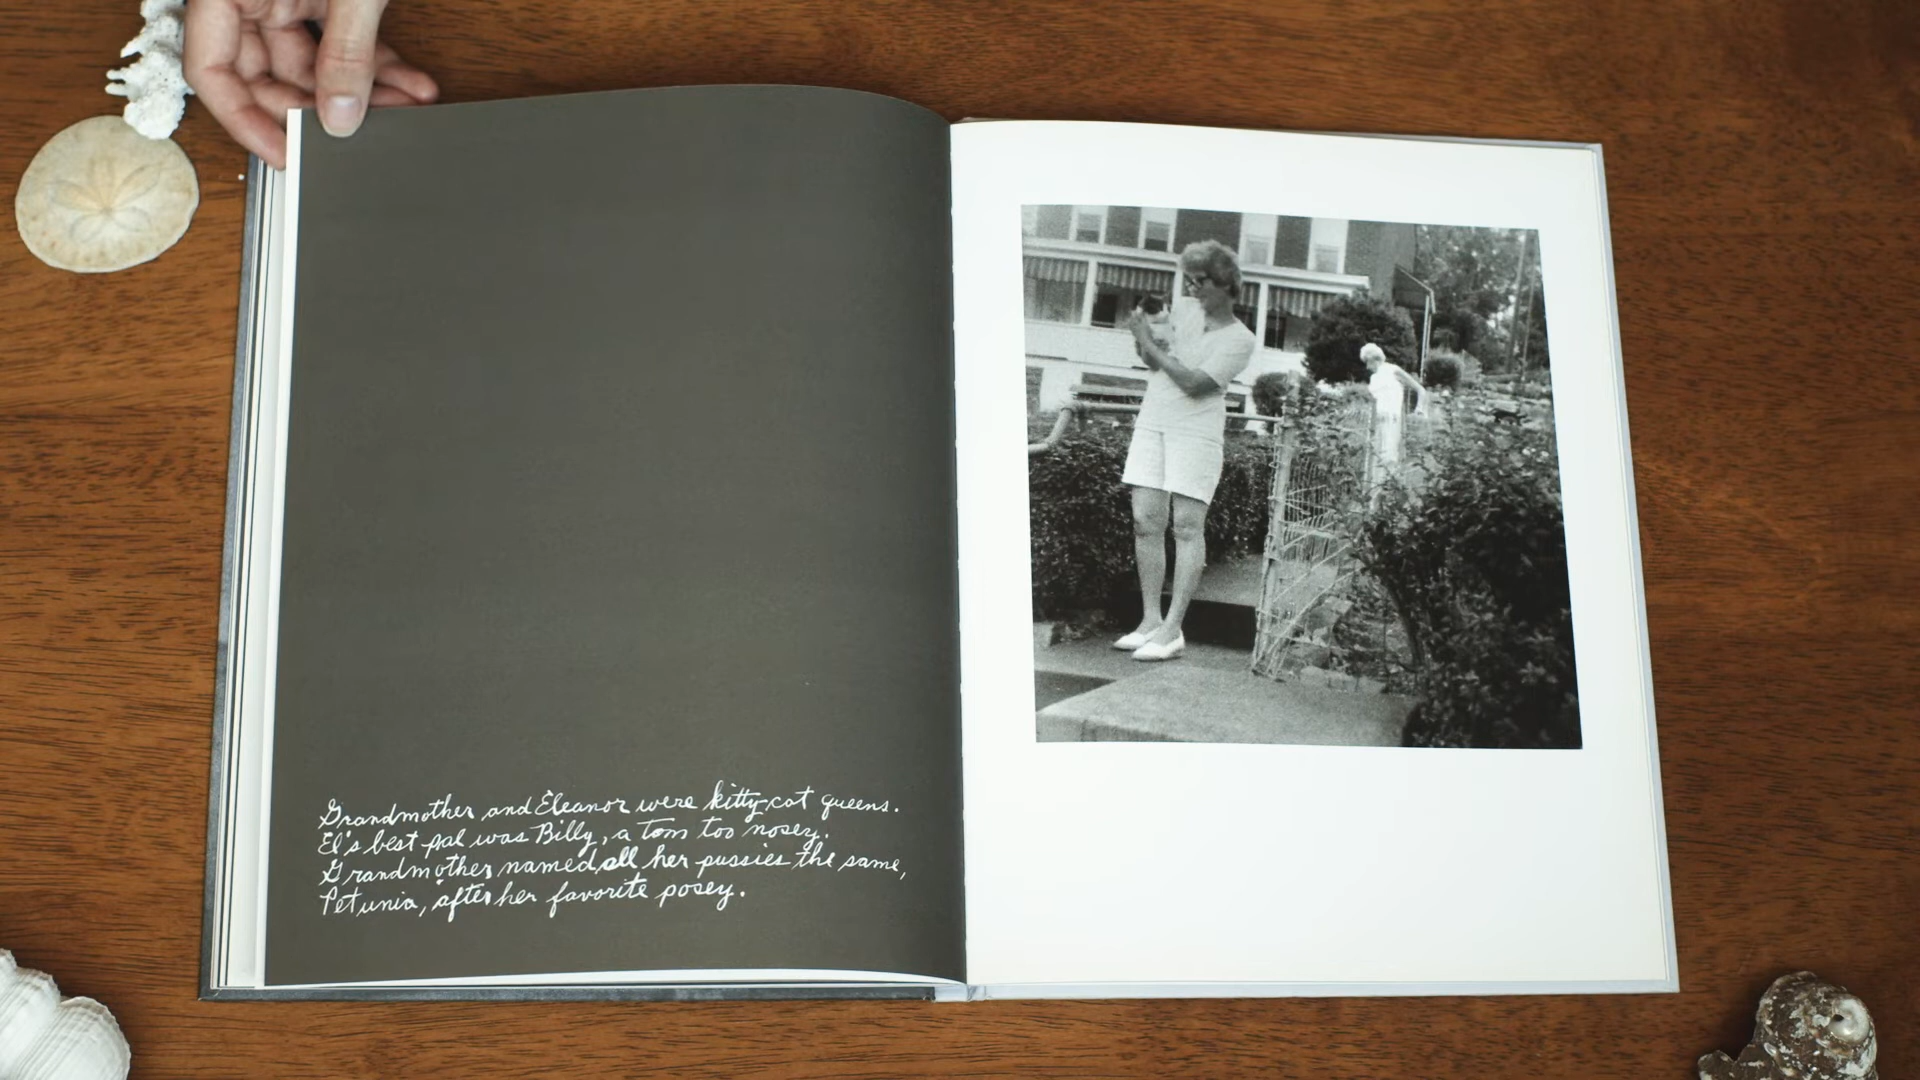 Grandmother and Eleanor were kitty-cat queens.
El's best pal was Billy, a tom too nosey.
Grandmother named all her pussies the same,
Petunia, after her favorite posey.